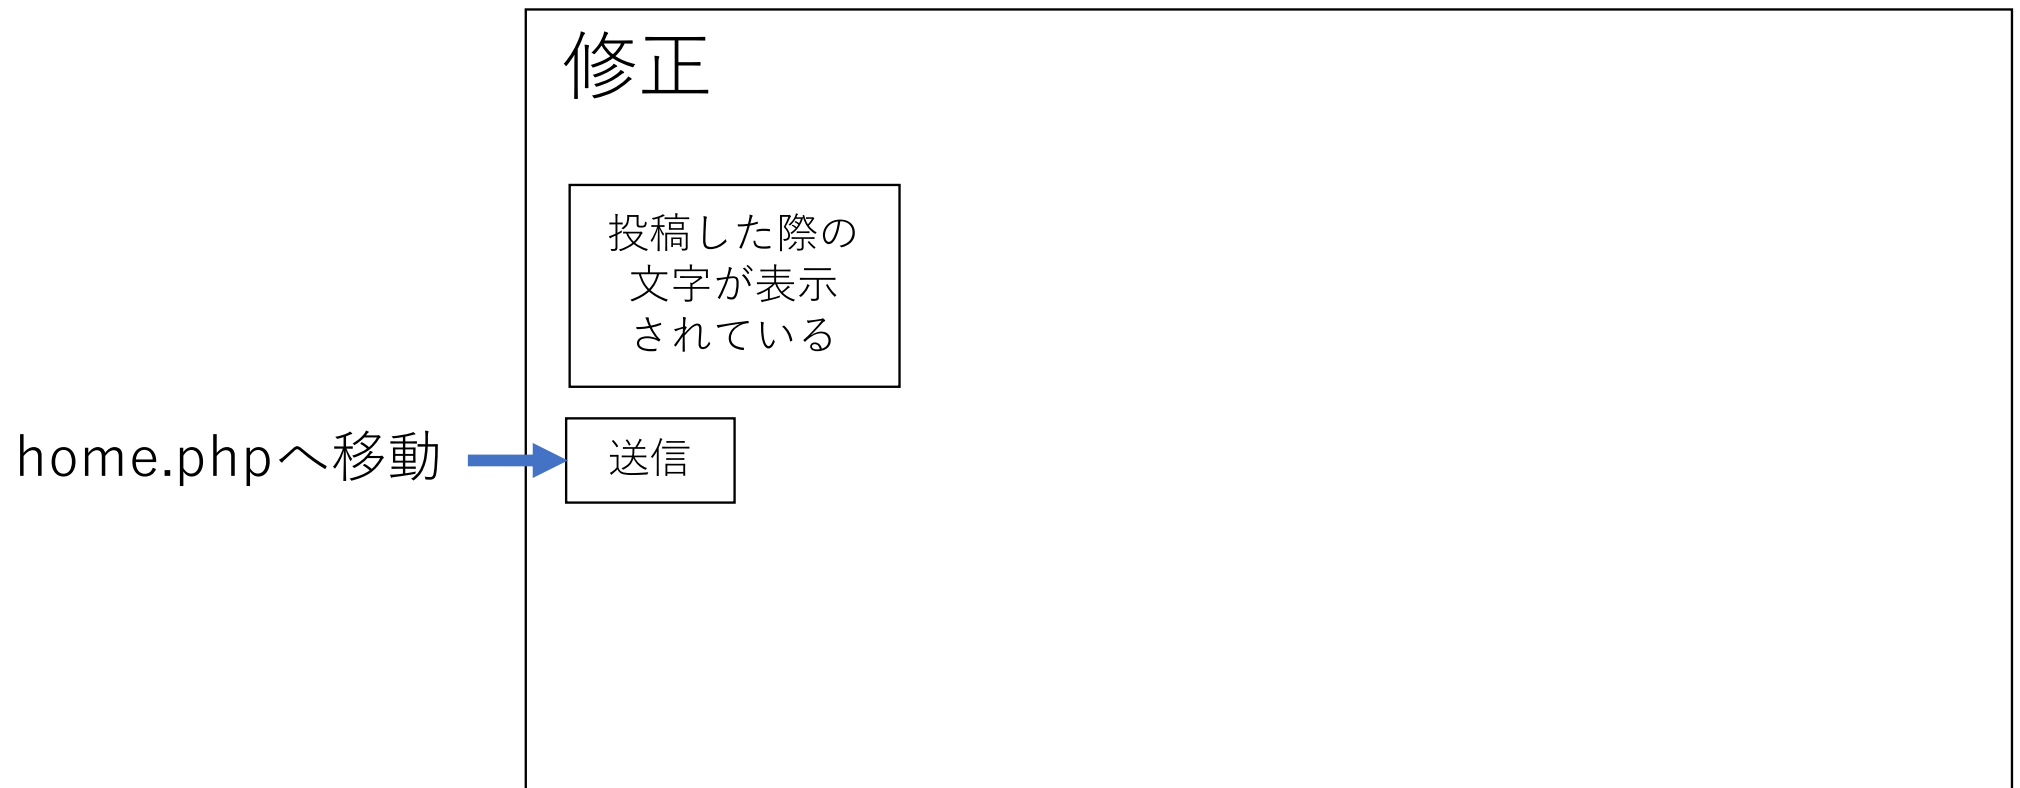 修正
投稿した際の
文字が表示
されている
home.phpへ移動
送信